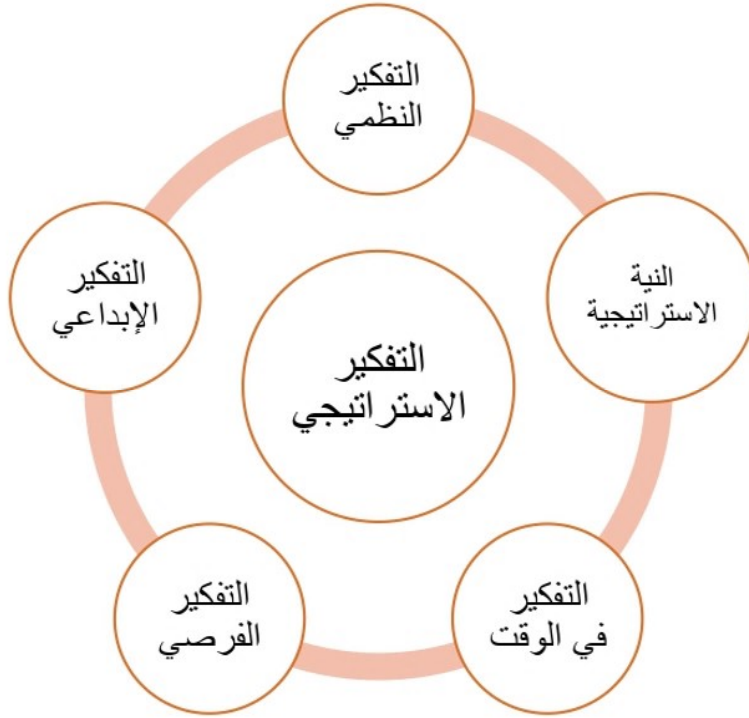 التفكير
النظمي
النية
الاستراتيجية
التفكير
في الوقت
التفكير
الفرصي
التفكير
الإبداعي
التفكير
الاستراتيجي